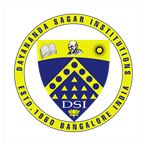 DAYANANDA SAGAR INSTITUTIONS
DSI
ESTD.-1960 BANGALORE INDIA